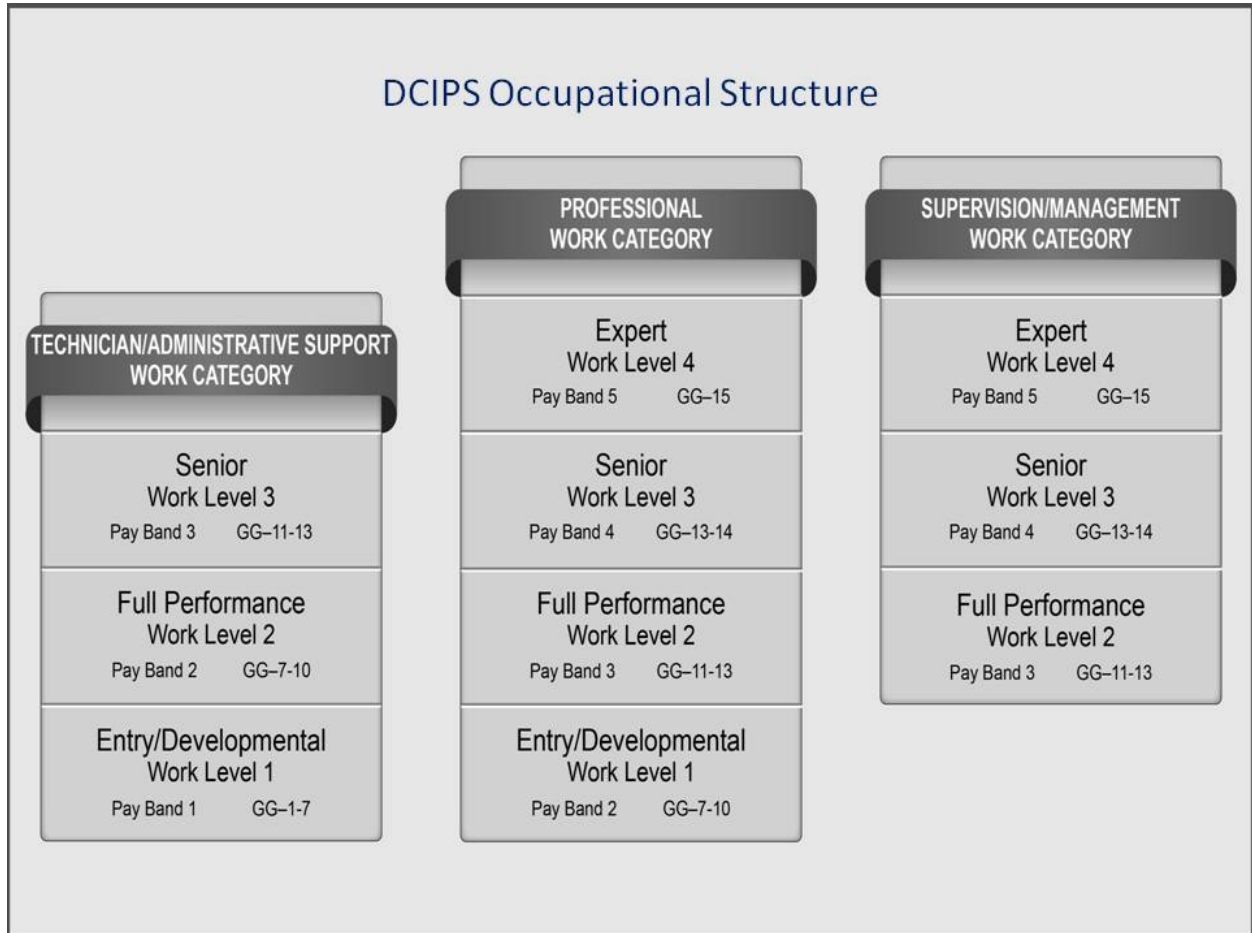 DCIPS Occupational Structure
TECHNICIAN/ADMINISTRATIVE SUPPORT
WORK CATEGORY
Senior
Work Level 3
Pay Band 3 GG–11-13
Full Performance
Work Level 2
Pay Band 2 GG–7-10
Entry/Developmental
Work Level 1
Pay Band 1 GG–1-7
PROFESSIONAL
WORK CATEGORY
Expert
Work Level 4
Pay Band 5 GG–15
Senior
Work Level 3
Pay Band 4 GG–13-14
Full Performance
Work Level 2
Pay Band 3 GG–11-13
Entry/Developmental
Work Level 1
Pay Band 2 GG–7-10
SUPERVISION/MANAGEMENT
WORK CATEGORY
Expert
Work Level 4
Pay Band 5 GG–15
Senior
Work Level 3
Pay Band 4 GG–13-14
Full Performance
Work Level 2
Pay Band 3 GG–11-13